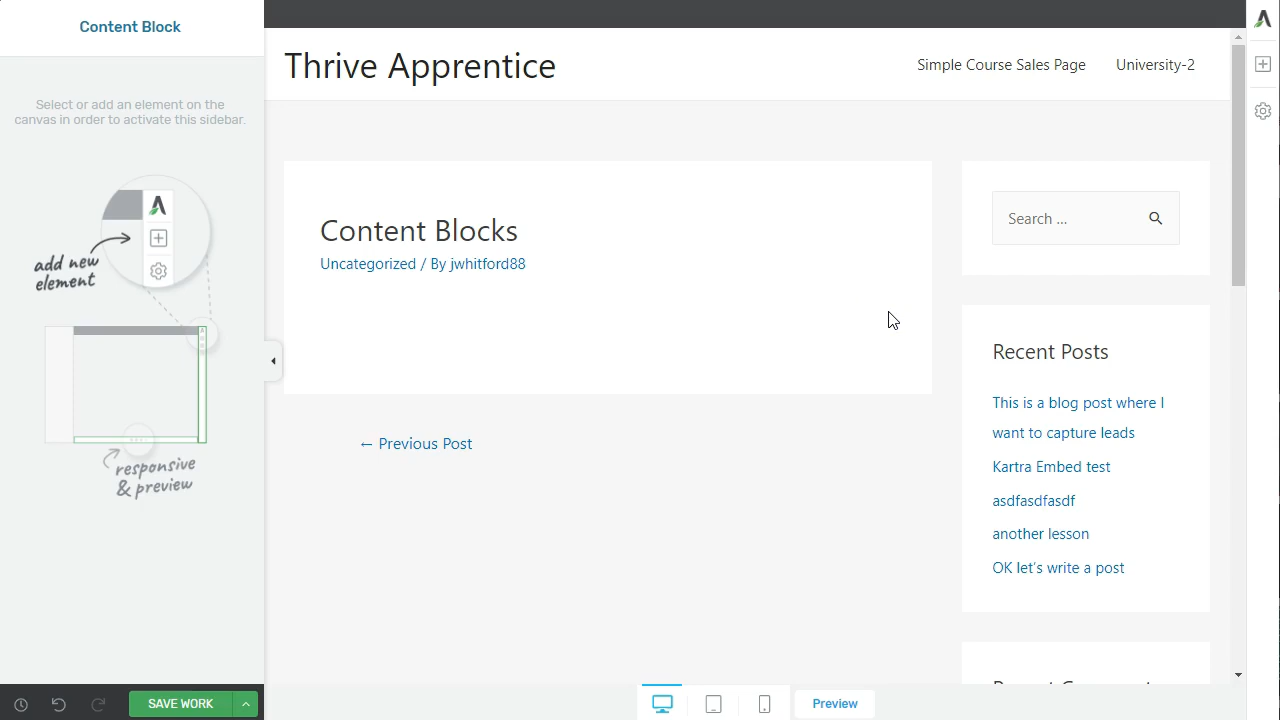 Content Block
Select or add an element on the
canvas in order to activate this sidebar.
add new
element
responsive
& preview
SAVE WORK
Thrive Apprentice
Simple Course Sales Page
University-2
Content Blocks
Uncategorized / By jwhitford88
← Previous Post
Search ...
Recent Posts
This is a blog post where I
want to capture leads
Kartra Embed test
asdfasdfasdf
another lesson
OK let's write a post
Preview